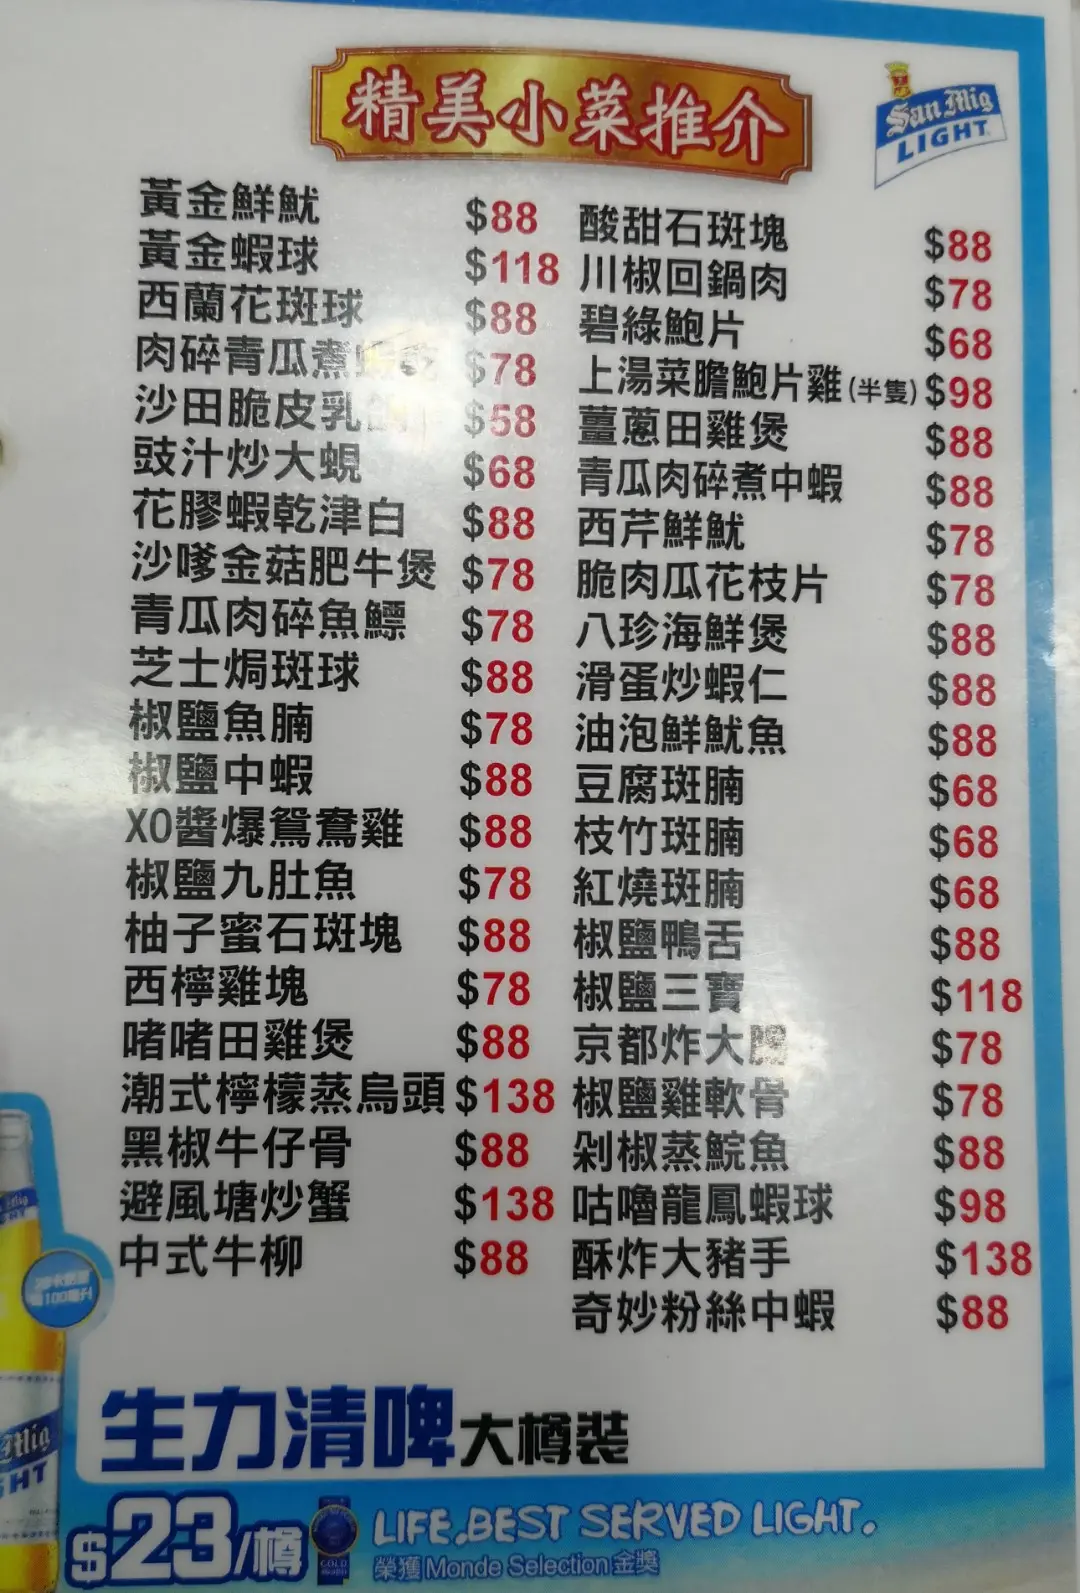 精美小菜推介
San Mig
LIGHT
黃金鮮魷 $88
黃金蝦球 $118
西蘭花斑球 $88
肉碎青瓜煮 $78
沙田脆皮乳 $58
豉汁炒大蜆 $68
花膠蝦乾津白 $88
沙嗲金菇肥牛煲 $78
青瓜肉碎魚鰾 $78
芝士焗斑球 $88
椒鹽魚腩 $78
椒鹽中蝦 $88
XO醬爆鴛鴦雞 $88
椒鹽九肚魚 $78
柚子蜜石斑塊 $88
西檸雞塊 $78
啫啫田雞煲 $88
潮式檸檬蒸烏頭 $138
黑椒牛仔骨 $88
避風塘炒蟹 $138
中式牛柳 $88
酸甜石斑塊 $88
川椒回鍋肉 $78
碧綠鮑片 $68
上湯菜膽鮑片雞(半隻) $98
薑蔥田雞煲 $88
青瓜肉碎煮中蝦 $88
西芹鮮魷 $78
脆肉瓜花枝片 $78
八珍海鮮煲 $88
滑蛋炒蝦仁 $88
油泡鮮魷魚 $88
豆腐斑腩 $68
枝竹斑腩 $68
紅燒斑腩 $68
椒鹽鴨舌 $88
椒鹽三寶 $118
京都炸大 $78
椒鹽雞軟骨 $78
剁椒蒸鯇魚 $88
咕嚕龍鳳蝦球 $98
酥炸大豬手 $138
奇妙粉絲中蝦 $88
生力清啤大樽裝
$23/樽
LIFE, BEST SERVED LIGHT.
榮獲Monde Selection金獎